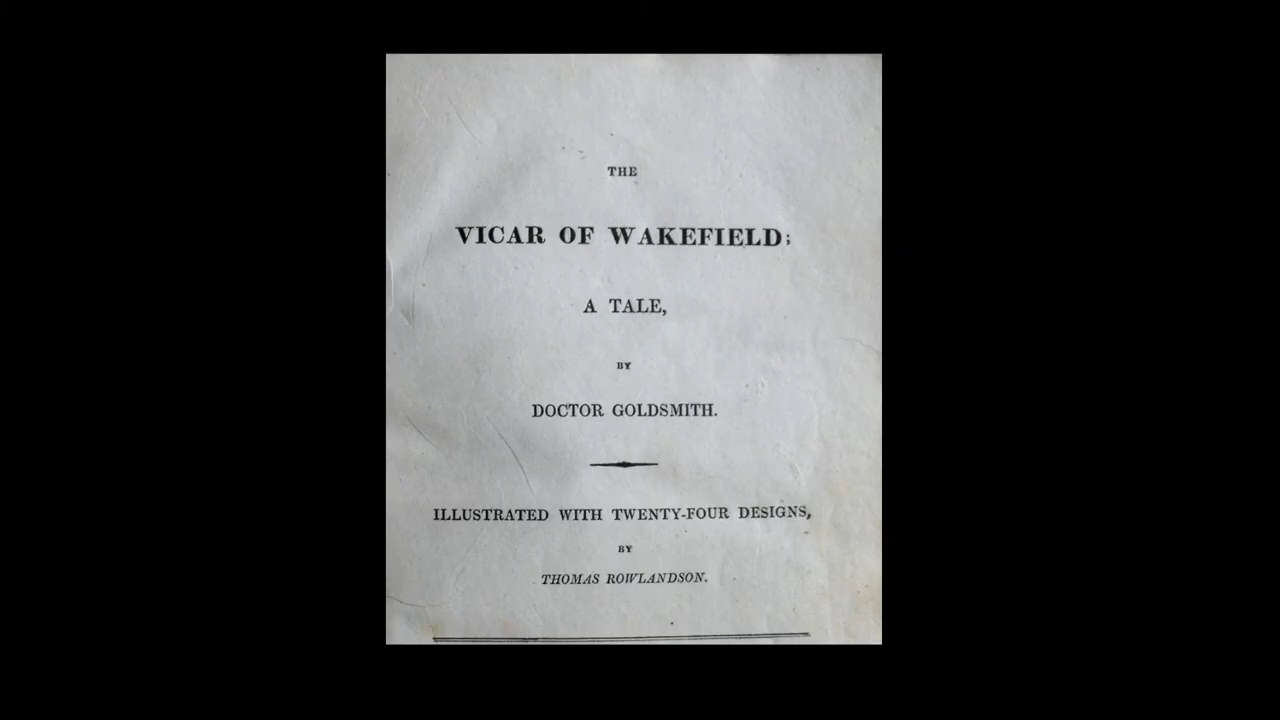 THE
VICAR OF WAKEFIELD;
A TALE,
BY
DOCTOR GOLDSMITH.
ILLUSTRATED WITH TWENTY-FOUR DESIGNS,
BY
THOMAS ROWLANDSON.